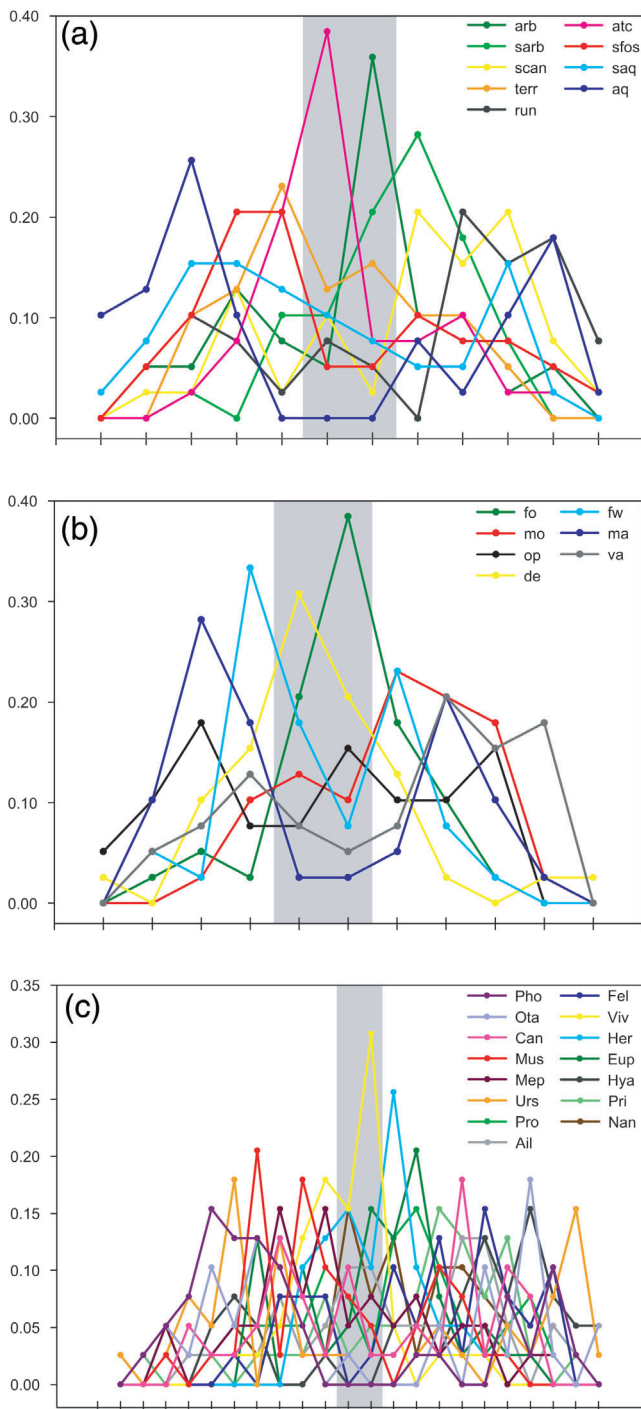 (a)
0.40
0.30
0.20
0.10
0.00
arb atc
sarb sfos
scan saq
terr aq
run
(b)
0.40
0.30
0.20
0.10
0.00
fo fw
mo ma
op va
de
(c)
0.35
0.30
0.25
0.20
0.15
0.10
0.05
0.00
Pho Fel
Ota Viv
Can Her
Mus Eup
Mep Hya
Urs Pri
Pro Nan
Ail